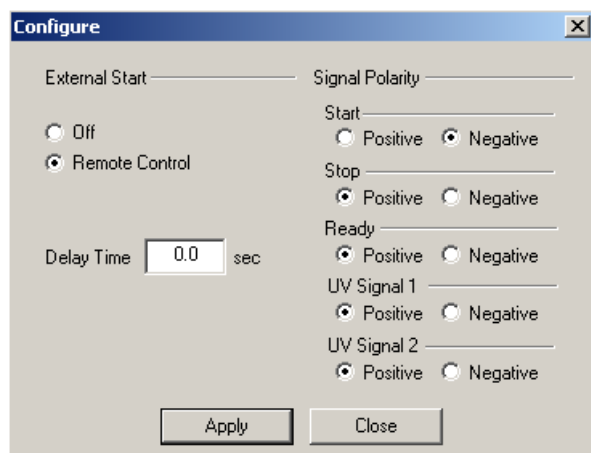 Configure
External Start
Off
Remote Control
Delay Time 0.0 sec
Signal Polarity
Start
Positive Negative
Stop
Positive Negative
Ready
Positive Negative
UV Signal 1
Positive Negative
UV Signal 2
Positive Negative
Apply Close